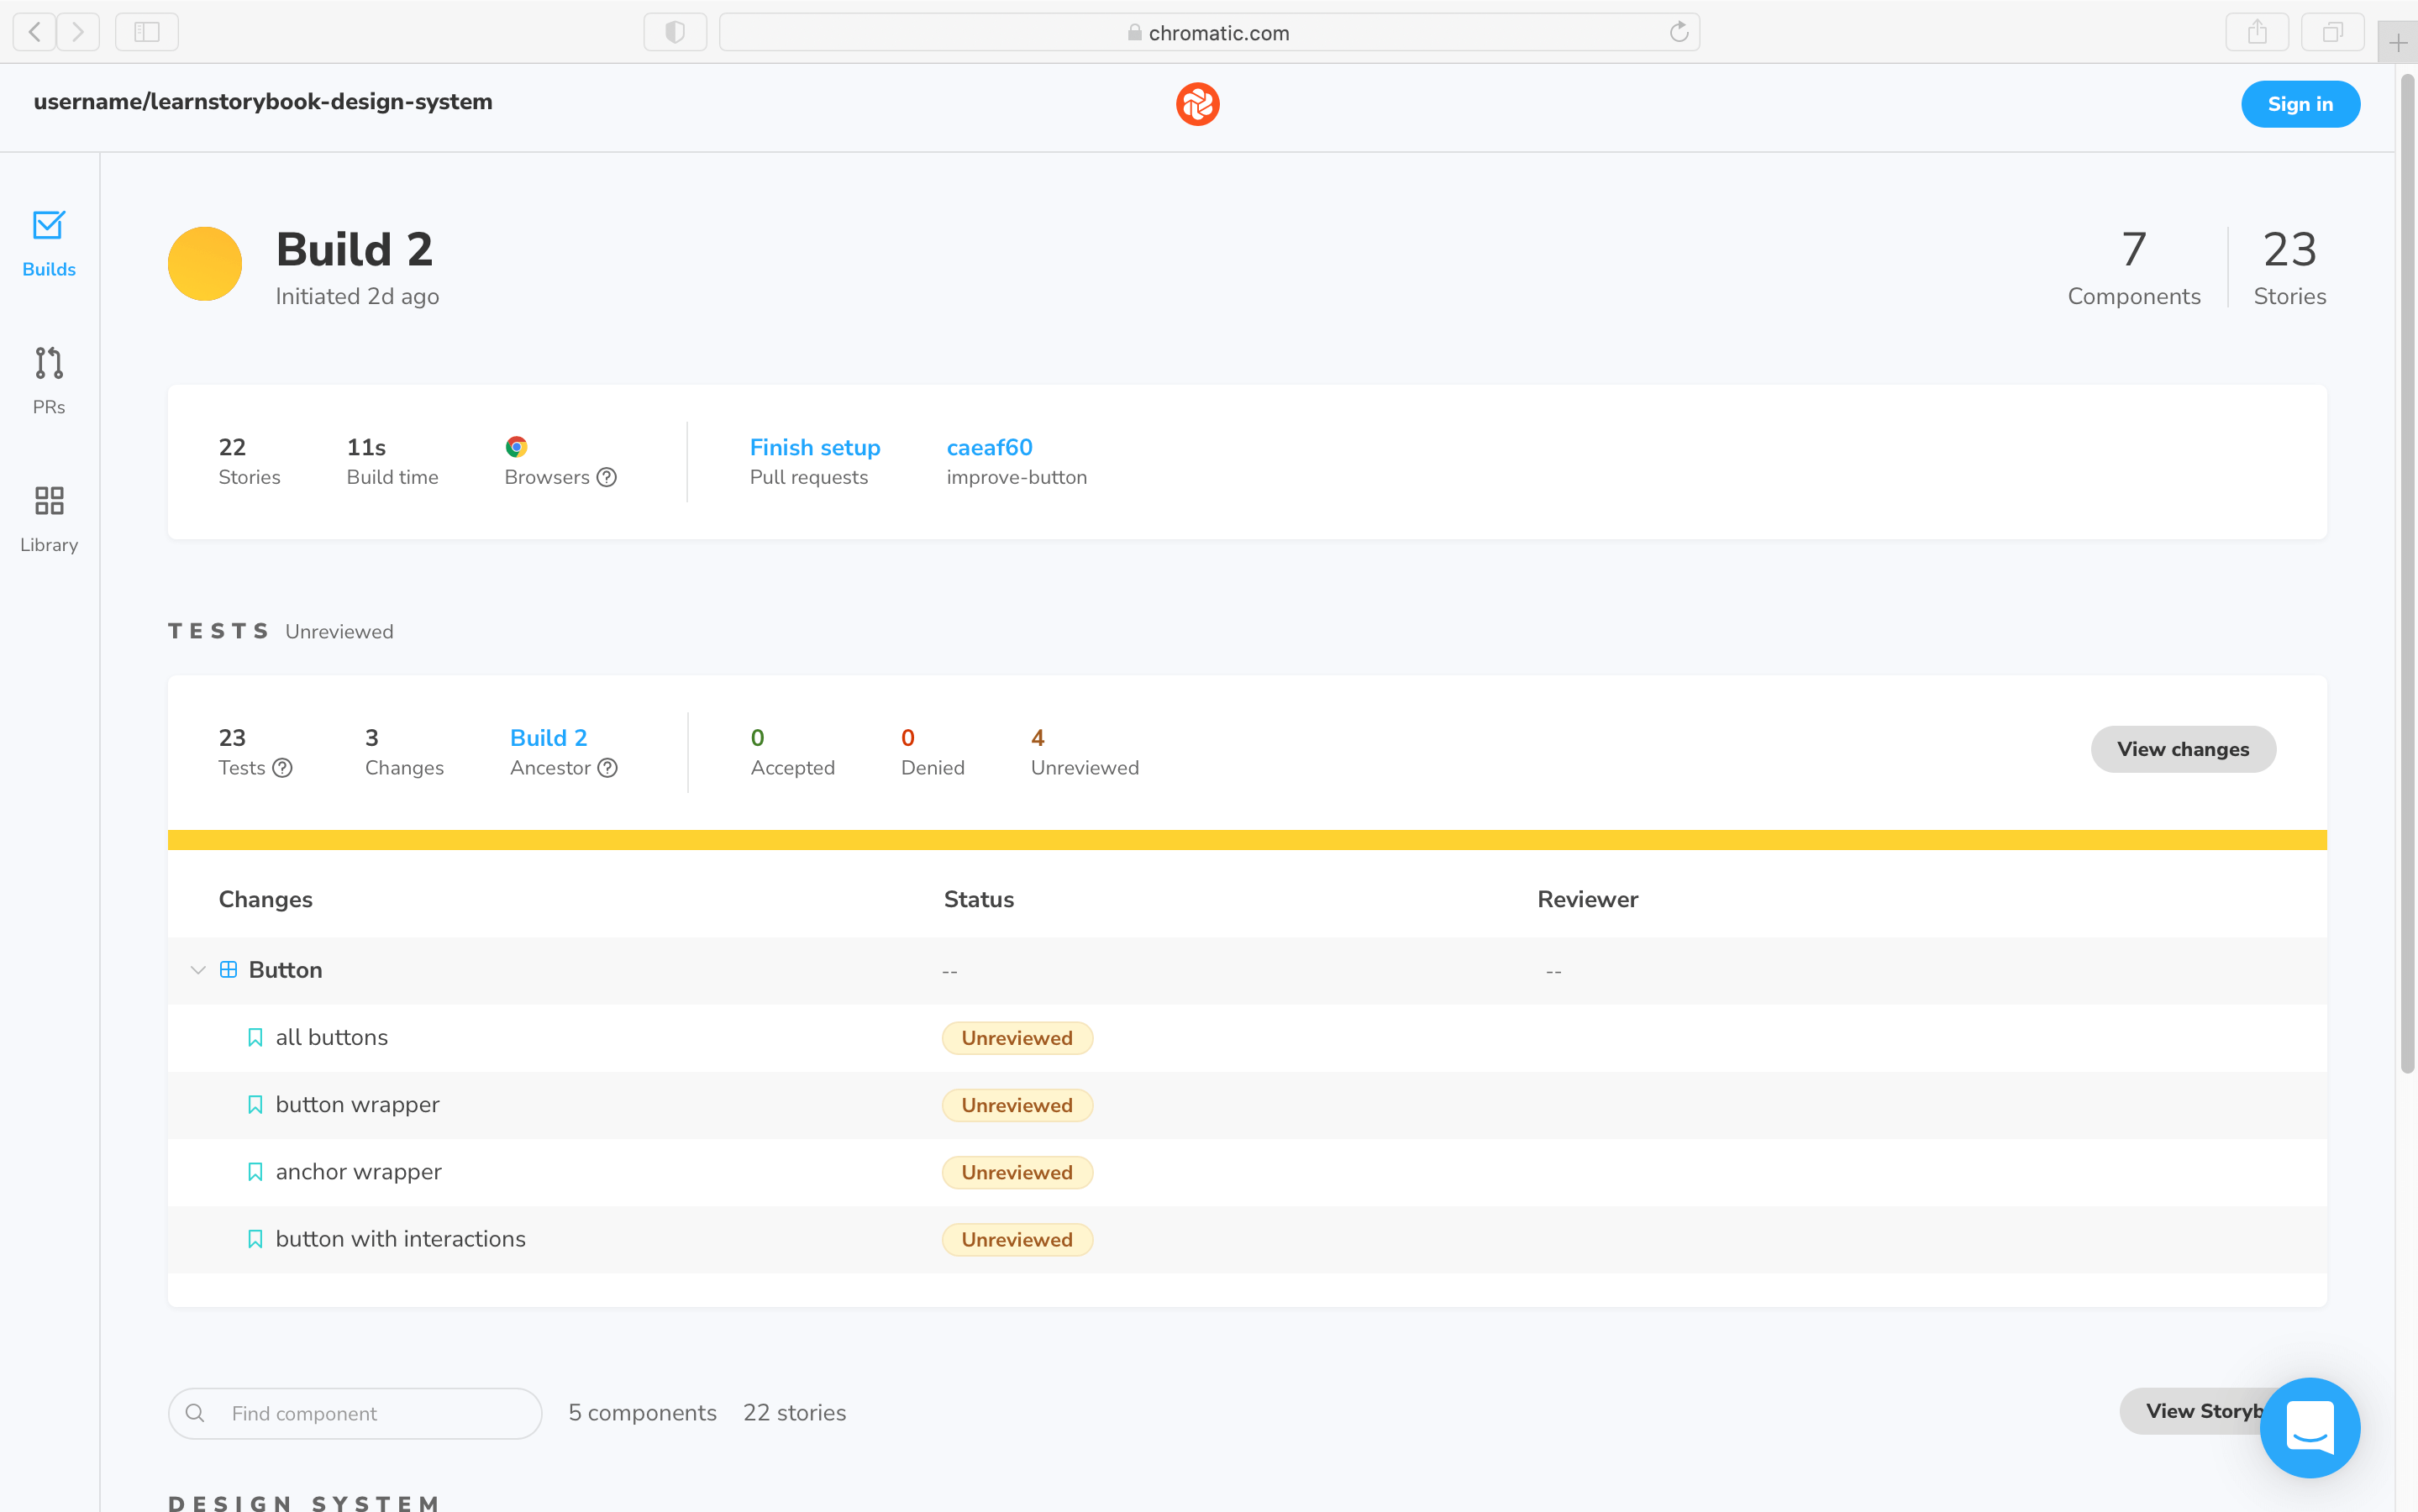 chromatic.com
username/learnstorybook-design-system
Sign in
Builds
PRs
Library
Build 2
Initiated 2d ago
7
Components
23
Stories
22
Stories
11s
Build time
Browsers ?
Finish setup
Pull requests
caeaf60
improve-button
TESTS Unreviewed
23
Tests ?
3
Changes
Build 2
Ancestor ?
0
Accepted
0
Denied
4
Unreviewed
View changes
Changes Status Reviewer
Button -- --
all buttons Unreviewed
button wrapper Unreviewed
anchor wrapper Unreviewed
button with interactions Unreviewed
Find component 5 components 22 stories View Storyb
DESIGN SYSTEM